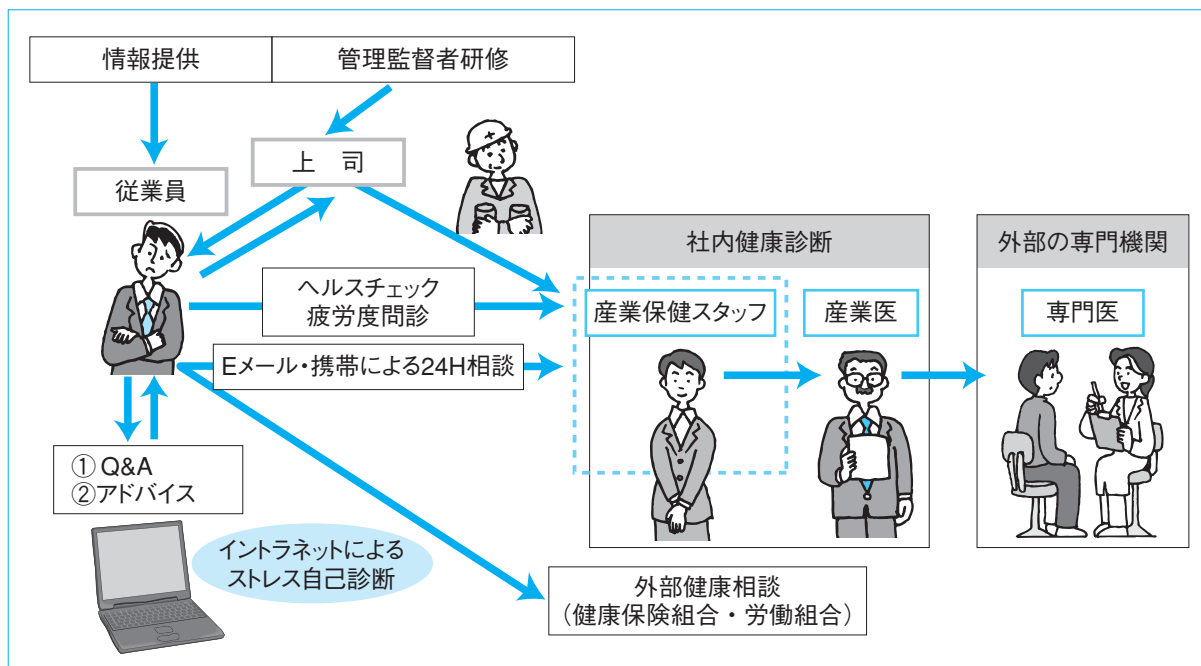 情報提供
管理監督者研修
上 司
従業員
社内健康診断
外部の専門機関
ヘルスチェック
疲労度問診
産業保健スタッフ
産業医
専門医
Eメール・携帯による24H相談
①Q&A
②アドバイス
イントラネットによる
ストレス自己診断
外部健康相談
（健康保険組合・労働組合）